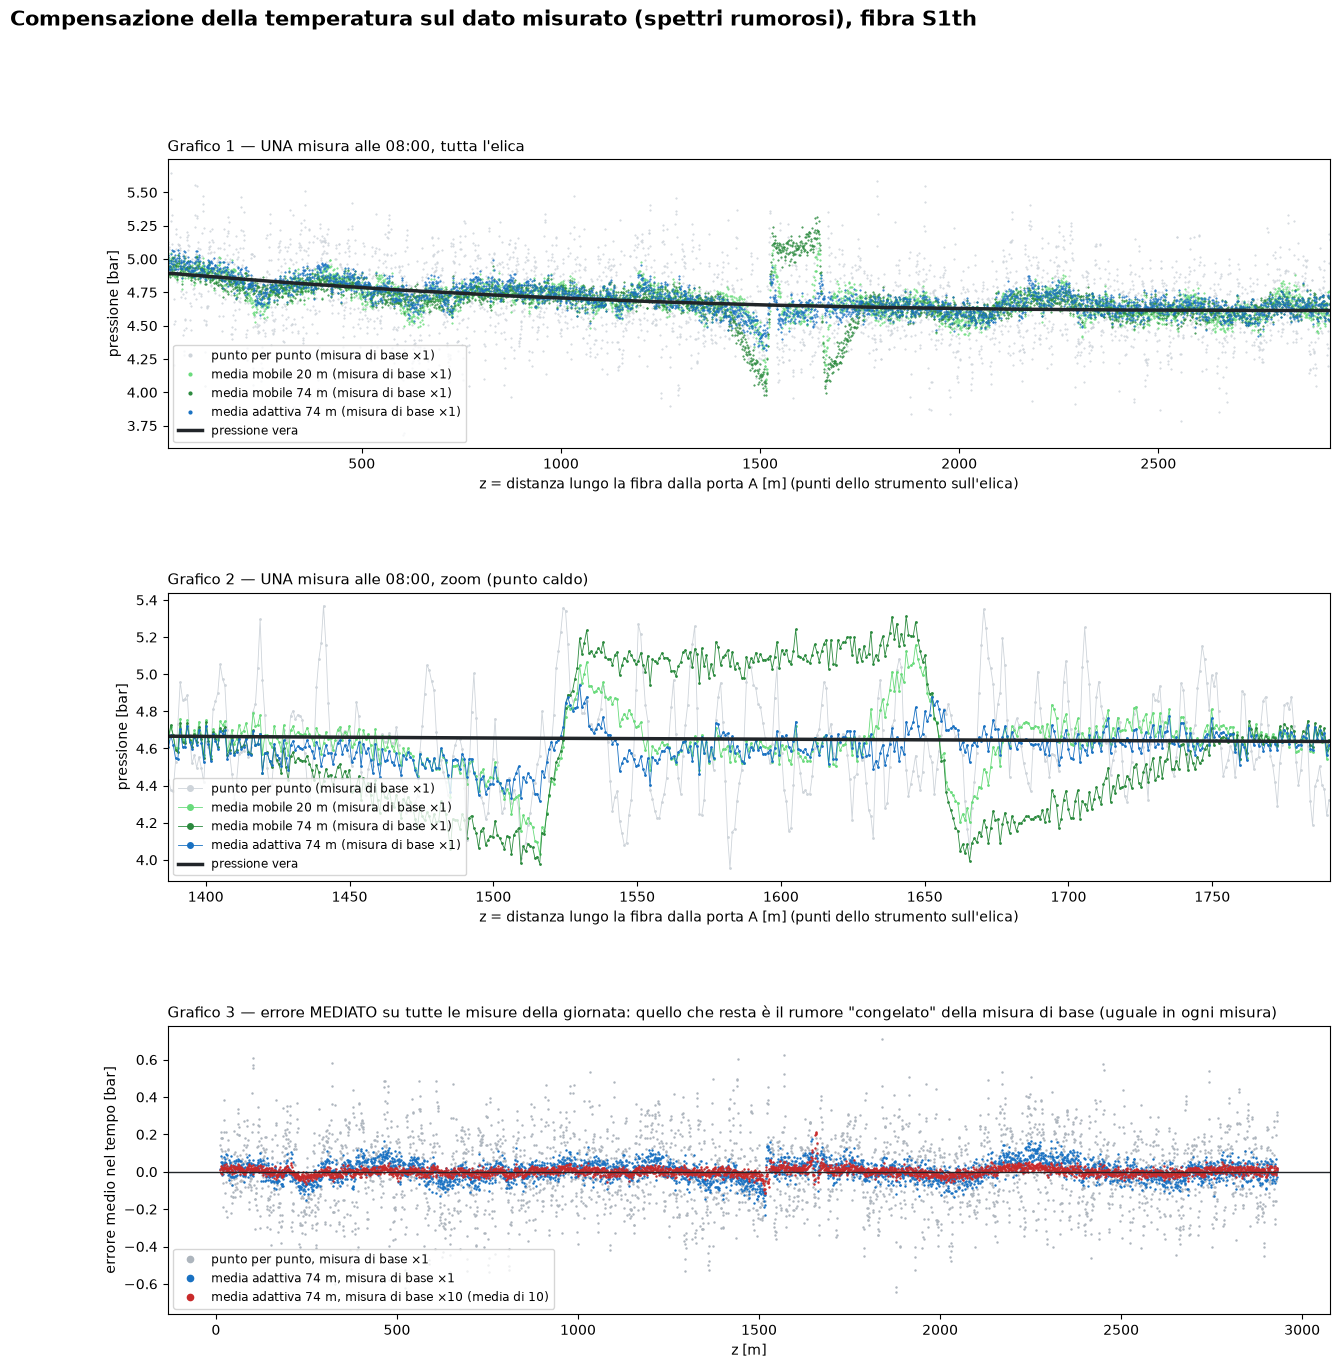 Compensazione della temperatura sul dato misurato (spettri rumorosi), fibra S1th
Grafico 1 — UNA misura alle 08:00, tutta l'elica
pressione [bar]
5.50
5.25
5.00
4.75
4.50
4.25
4.00
3.75
punto per punto (misura di base ×1)
media mobile 20 m (misura di base ×1)
media mobile 74 m (misura di base ×1)
media adattiva 74 m (misura di base ×1)
pressione vera
500 1000 1500 2000 2500
z = distanza lungo la fibra dalla porta A [m] (punti dello strumento sull'elica)
Grafico 2 — UNA misura alle 08:00, zoom (punto caldo)
pressione [bar]
5.4
5.2
5.0
4.8
4.6
4.4
4.2
4.0
punto per punto (misura di base ×1)
media mobile 20 m (misura di base ×1)
media mobile 74 m (misura di base ×1)
media adattiva 74 m (misura di base ×1)
pressione vera
1400 1450 1500 1550 1600 1650 1700 1750
z = distanza lungo la fibra dalla porta A [m] (punti dello strumento sull'elica)
Grafico 3 — errore MEDIATO su tutte le misure della giornata: quello che resta è il rumore "congelato" della misura di base (uguale in ogni misura)
errore medio nel tempo [bar]
0.6
0.4
0.2
0.0
−0.2
−0.4
−0.6
punto per punto, misura di base ×1
media adattiva 74 m, misura di base ×1
media adattiva 74 m, misura di base ×10 (media di 10)
0 500 1000 1500 2000 2500 3000
z [m]